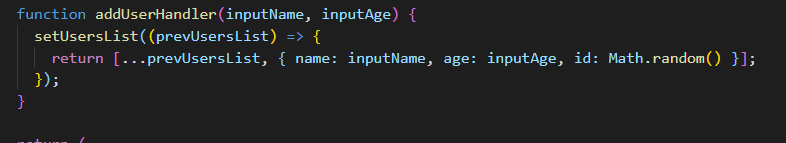 function addUserHandler(inputName, inputAge) {
  setUsersList((prevUsersList) => {
    return [...prevUsersList, { name: inputName, age: inputAge, id: Math.random() }];
  });
}
return (